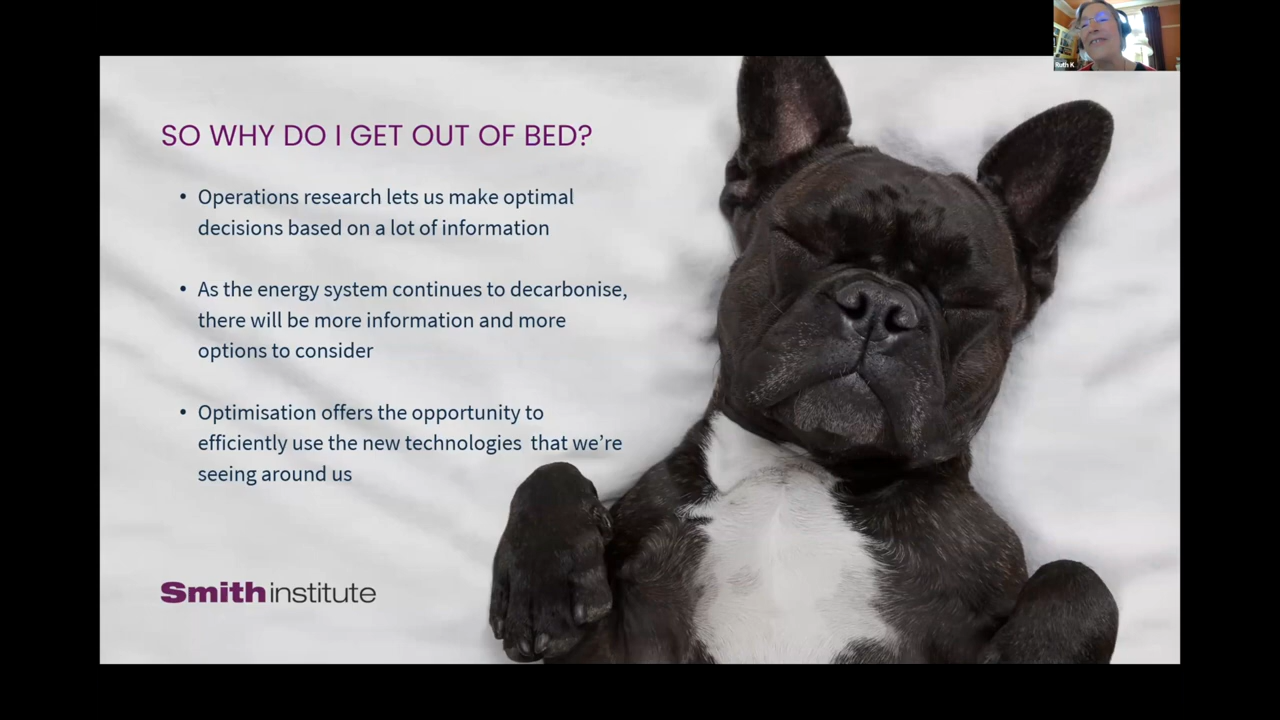 Ruth K
SO WHY DO I GET OUT OF BED?
• Operations research lets us make optimal
decisions based on a lot of information
• As the energy system continues to decarbonise,
there will be more information and more
options to consider
• Optimisation offers the opportunity to
efficiently use the new technologies  that we’re
seeing around us
Smith institute